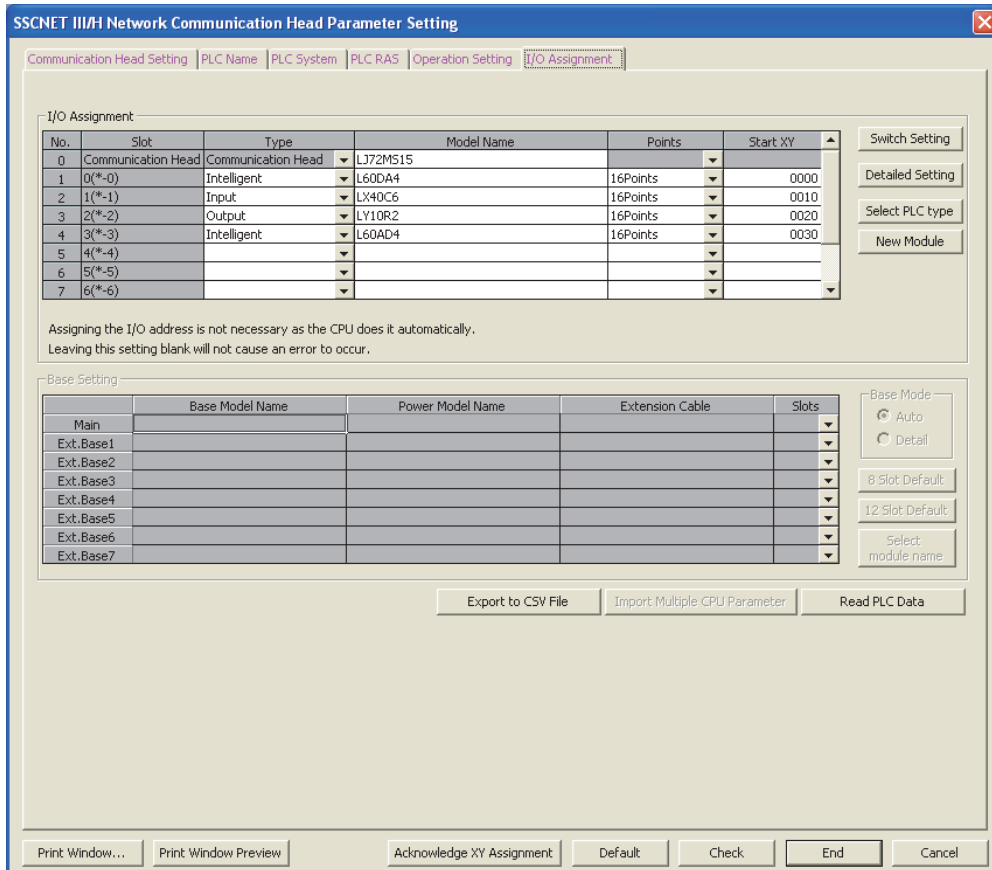 SSCNET III/H Network Communication Head Parameter Setting
Communication Head Setting PLC Name PLC System PLC RAS Operation Setting I/O Assignment
I/O Assignment
No. Slot Type Model Name Points Start XY
0 Communication Head Communication Head LJ72MS15
1 0(*-0) Intelligent L60DA4 16Points 0000
2 1(*-1) Input LX40C6 16Points 0010
3 2(*-2) Output LY10R2 16Points 0020
4 3(*-3) Intelligent L60AD4 16Points 0030
5 4(*-4)
6 5(*-5)
7 6(*-6)
Switch Setting
Detailed Setting
Select PLC type
New Module
Assigning the I/O address is not necessary as the CPU does it automatically.
Leaving this setting blank will not cause an error to occur.
Base Setting
Base Model Name Power Model Name Extension Cable Slots
Main
Ext.Base1
Ext.Base2
Ext.Base3
Ext.Base4
Ext.Base5
Ext.Base6
Ext.Base7
Base Mode
Auto
Detail
8 Slot Default
12 Slot Default
Select
module name
Export to CSV File Import Multiple CPU Parameter Read PLC Data
Print Window... Print Window Preview Acknowledge XY Assignment Default Check End Cancel